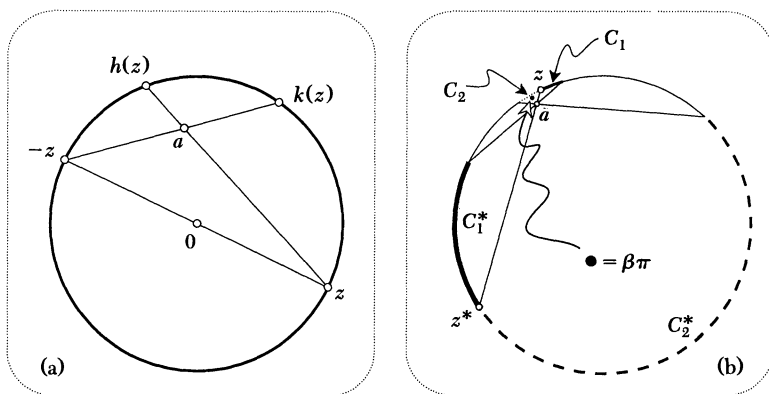 h(z)
k(z)
a
−z
0
z
(a)
C₁
z
C₂
a
C₁*
● = βπ
z*
C₂*
(b)